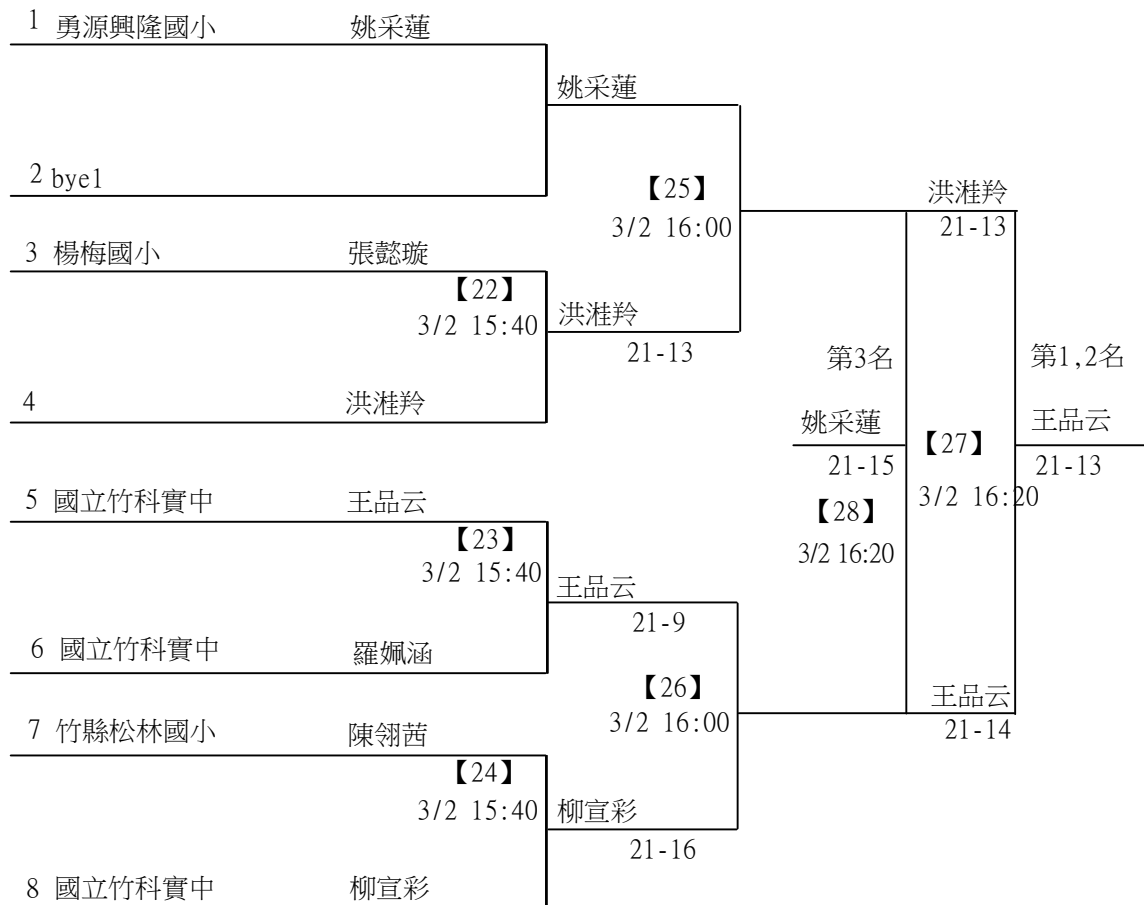 1 勇源興隆國小 姚采蓮
姚采蓮
2 bye1
【25】
3/2 16:00
洪溎羚
21-13
3 楊梅國小 張懿璇
【22】
3/2 15:40
洪溎羚
21-13
第3名
第1,2名
4 洪溎羚
姚采蓮
21-15
【27】
3/2 16:20
王品云
21-13
5 國立竹科實中 王品云
【28】
3/2 16:20
【23】
3/2 15:40
王品云
21-9
6 國立竹科實中 羅姵涵
【26】
3/2 16:00
王品云
21-14
7 竹縣松林國小 陳翎茜
【24】
3/2 15:40
柳宣彩
21-16
8 國立竹科實中 柳宣彩